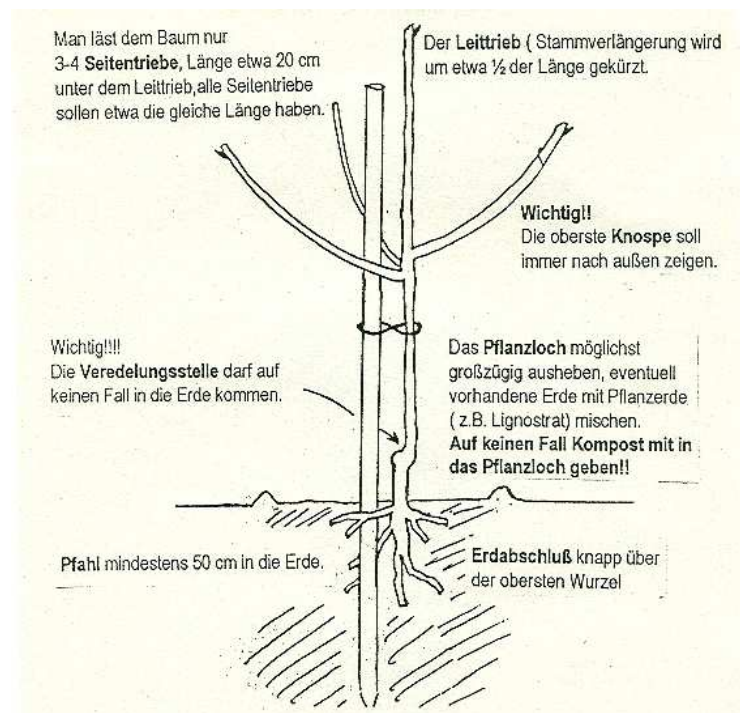 Man läst dem Baum nur
3-4 Seitentriebe, Länge etwa 20 cm
unter dem Leittrieb,alle Seitentriebe
sollen etwa die gleiche Länge haben.
Der Leittrieb ( Stammverlängerung wird
um etwa ½ der Länge gekürzt.
Wichtig!!
Die oberste Knospe soll
immer nach außen zeigen.
Wichtig!!!!
Die Veredelungsstelle darf auf
keinen Fall in die Erde kommen.
Das Pflanzloch möglichst
großzügig ausheben, eventuell
vorhandene Erde mit Pflanzerde
( z.B. Lignostrat) mischen.
Auf keinen Fall Kompost mit in
das Pflanzloch geben!!
Pfahl mindestens 50 cm in die Erde.
Erdabschluß knapp über
der obersten Wurzel